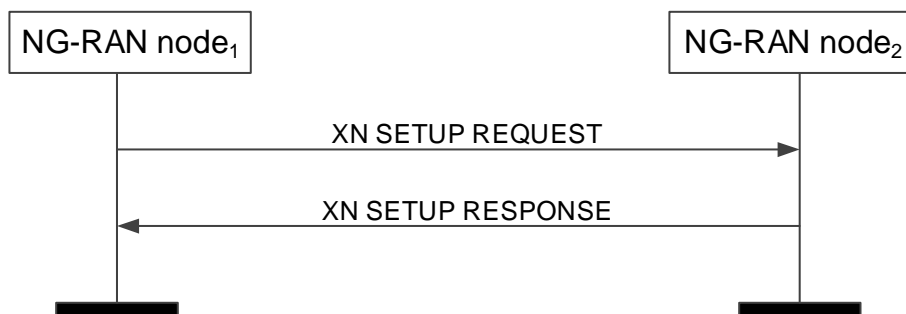 NG-RAN node₁
NG-RAN node₂
XN SETUP REQUEST
XN SETUP RESPONSE